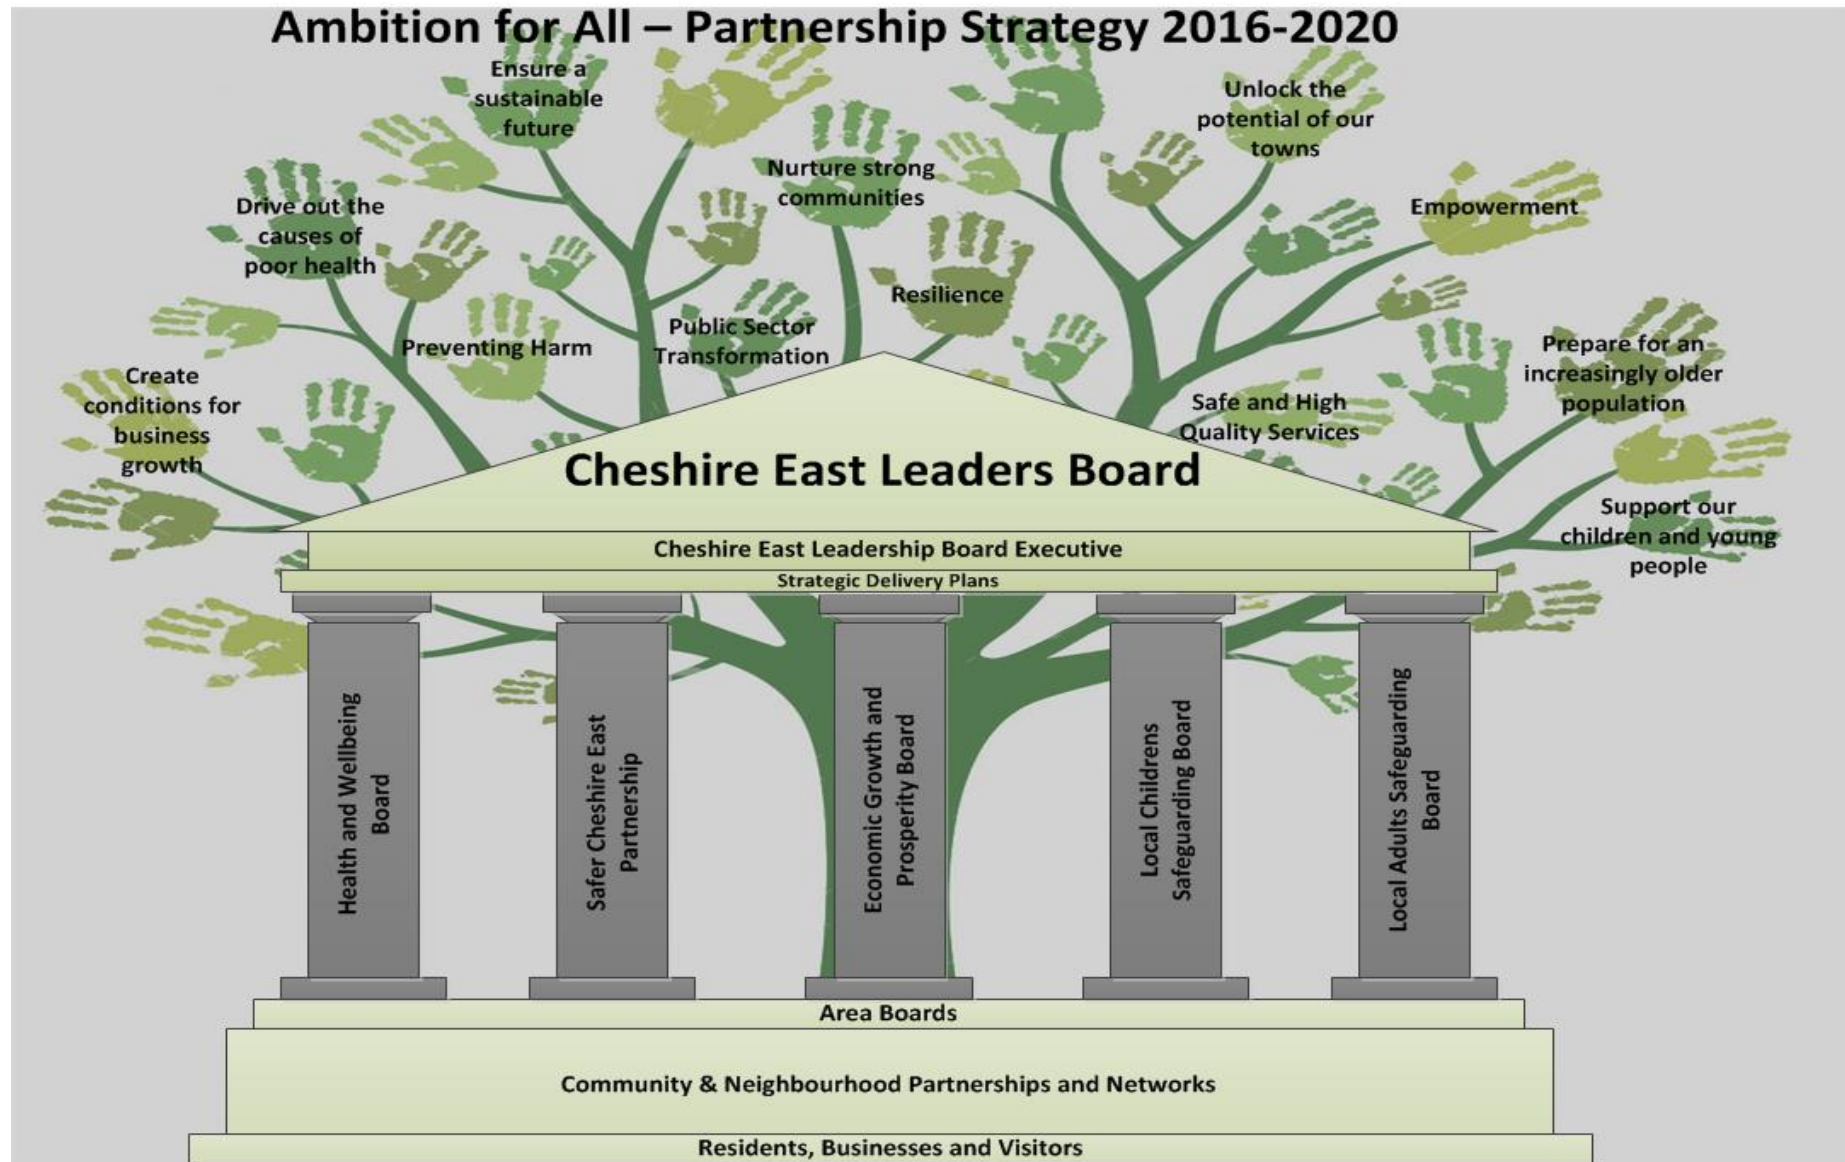 Ambition for All – Partnership Strategy 2016-2020
Ensure a
sustainable
future
Unlock the
potential of our
towns
Nurture strong
communities
Drive out the
causes of
poor health
Empowerment
Resilience
Public Sector
Transformation
Preventing Harm
Prepare for an
increasingly older
population
Create
conditions for
business
growth
Safe and High
Quality Services
Support our
children and young
people
Cheshire East Leaders Board
Cheshire East Leadership Board Executive
Strategic Delivery Plans
Health and Wellbeing
Board
Safer Cheshire East
Partnership
Economic Growth and
Prosperity Board
Local Childrens
Safeguarding Board
Local Adults Safeguarding
Board
Area Boards
Community & Neighbourhood Partnerships and Networks
Residents, Businesses and Visitors